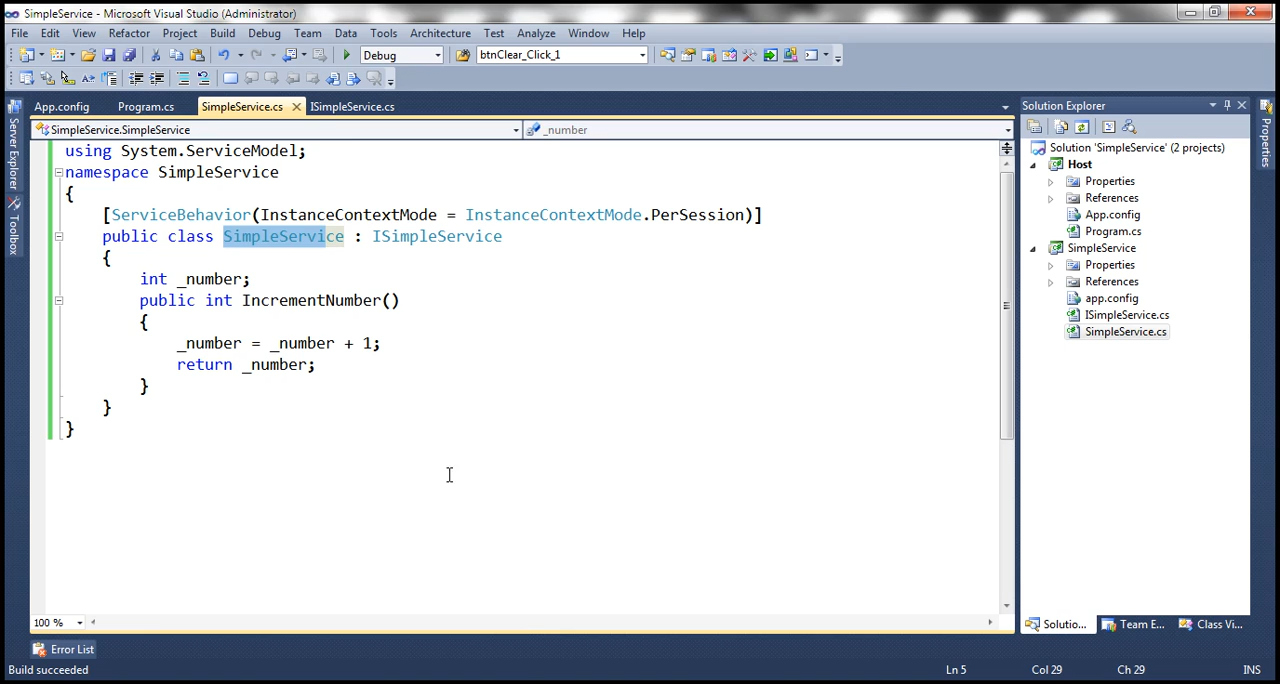 SimpleService - Microsoft Visual Studio (Administrator)
File Edit View Refactor Project Build Debug Team Data Tools Architecture Test Analyze Window Help
Debug btnClear_Click_1
App.config Program.cs SimpleService.cs ISimpleService.cs
SimpleService.SimpleService _number
using System.ServiceModel;
namespace SimpleService
{
[ServiceBehavior(InstanceContextMode = InstanceContextMode.PerSession)]
public class SimpleService : ISimpleService
{
int _number;
public int IncrementNumber()
{
_number = _number + 1;
return _number;
}
}
}
100 %
Server Explorer
Toolbox
Solution Explorer
Solution 'SimpleService' (2 projects)
Host
Properties
References
App.config
Program.cs
SimpleService
Properties
References
app.config
ISimpleService.cs
SimpleService.cs
Solutio... Team E... Class Vi...
Properties
Error List
Build succeeded Ln 5 Col 29 Ch 29 INS